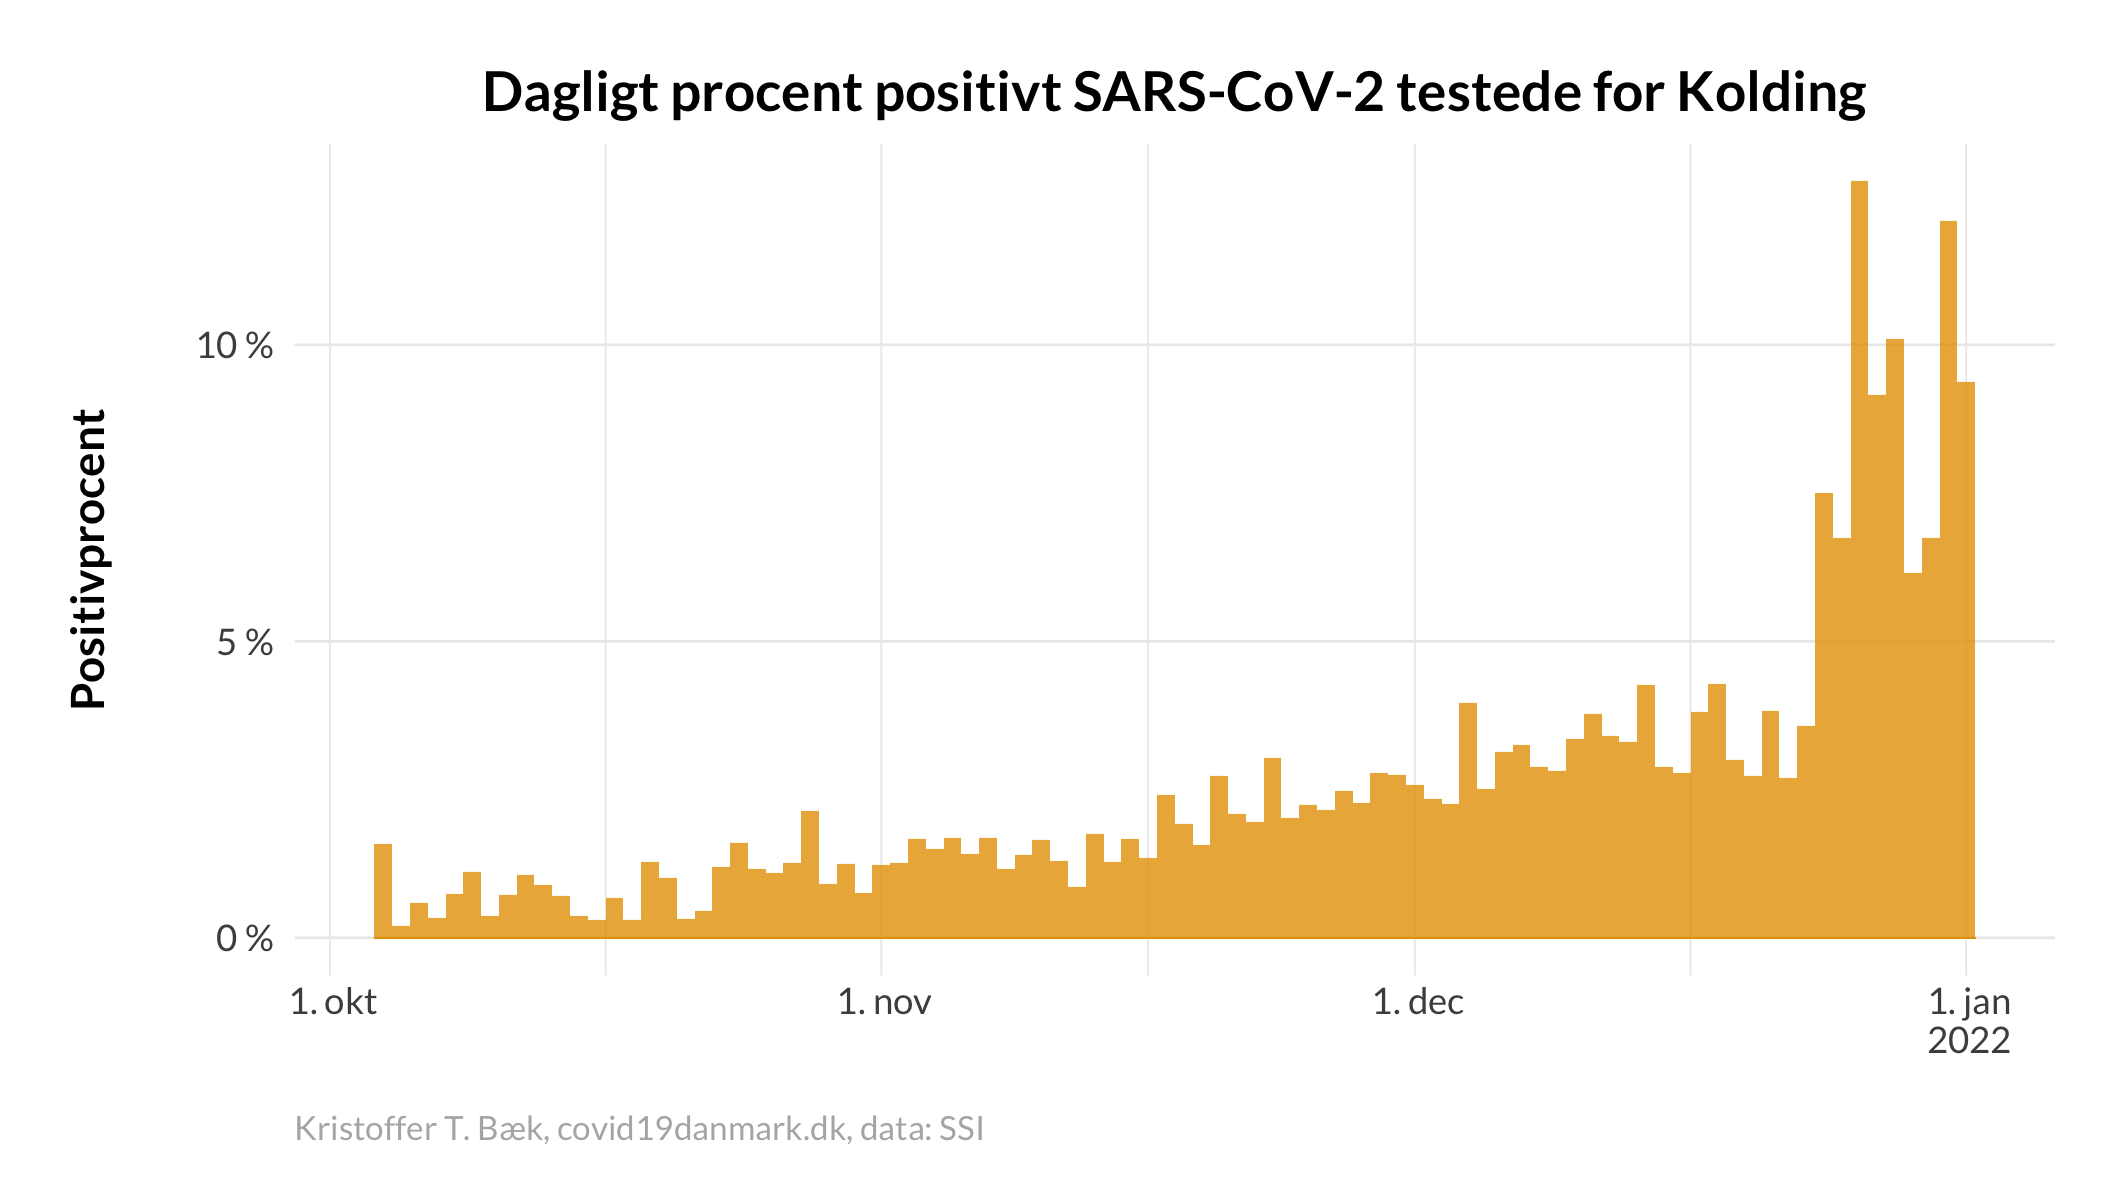 Dagligt procent positivt SARS-CoV-2 testede for Kolding
Positivprocent
10 %
5 %
0 %
1. okt
1. nov
1. dec
1. jan
2022
Kristoffer T. Bæk, covid19danmark.dk, data: SSI